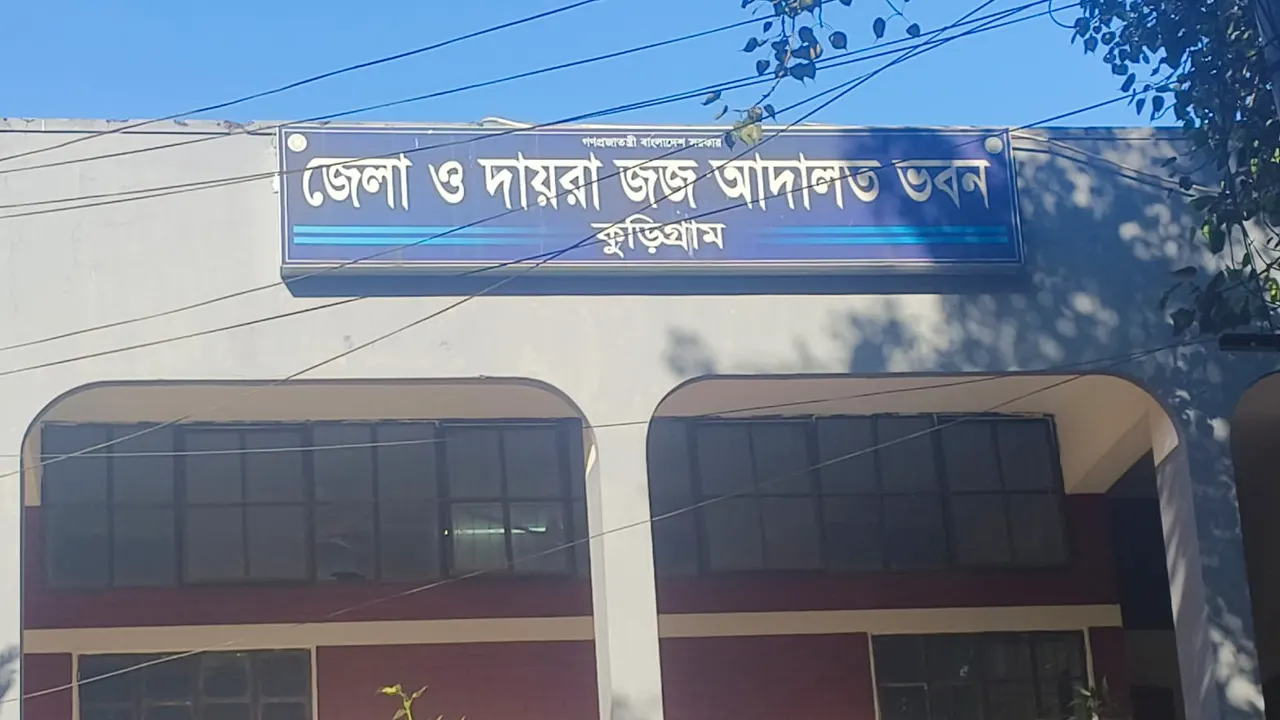 গণপ্রজাতন্ত্রী বাংলাদেশ সরকার
জেলা ও দায়রা জজ আদালত ভবন
কুড়িগ্রাম